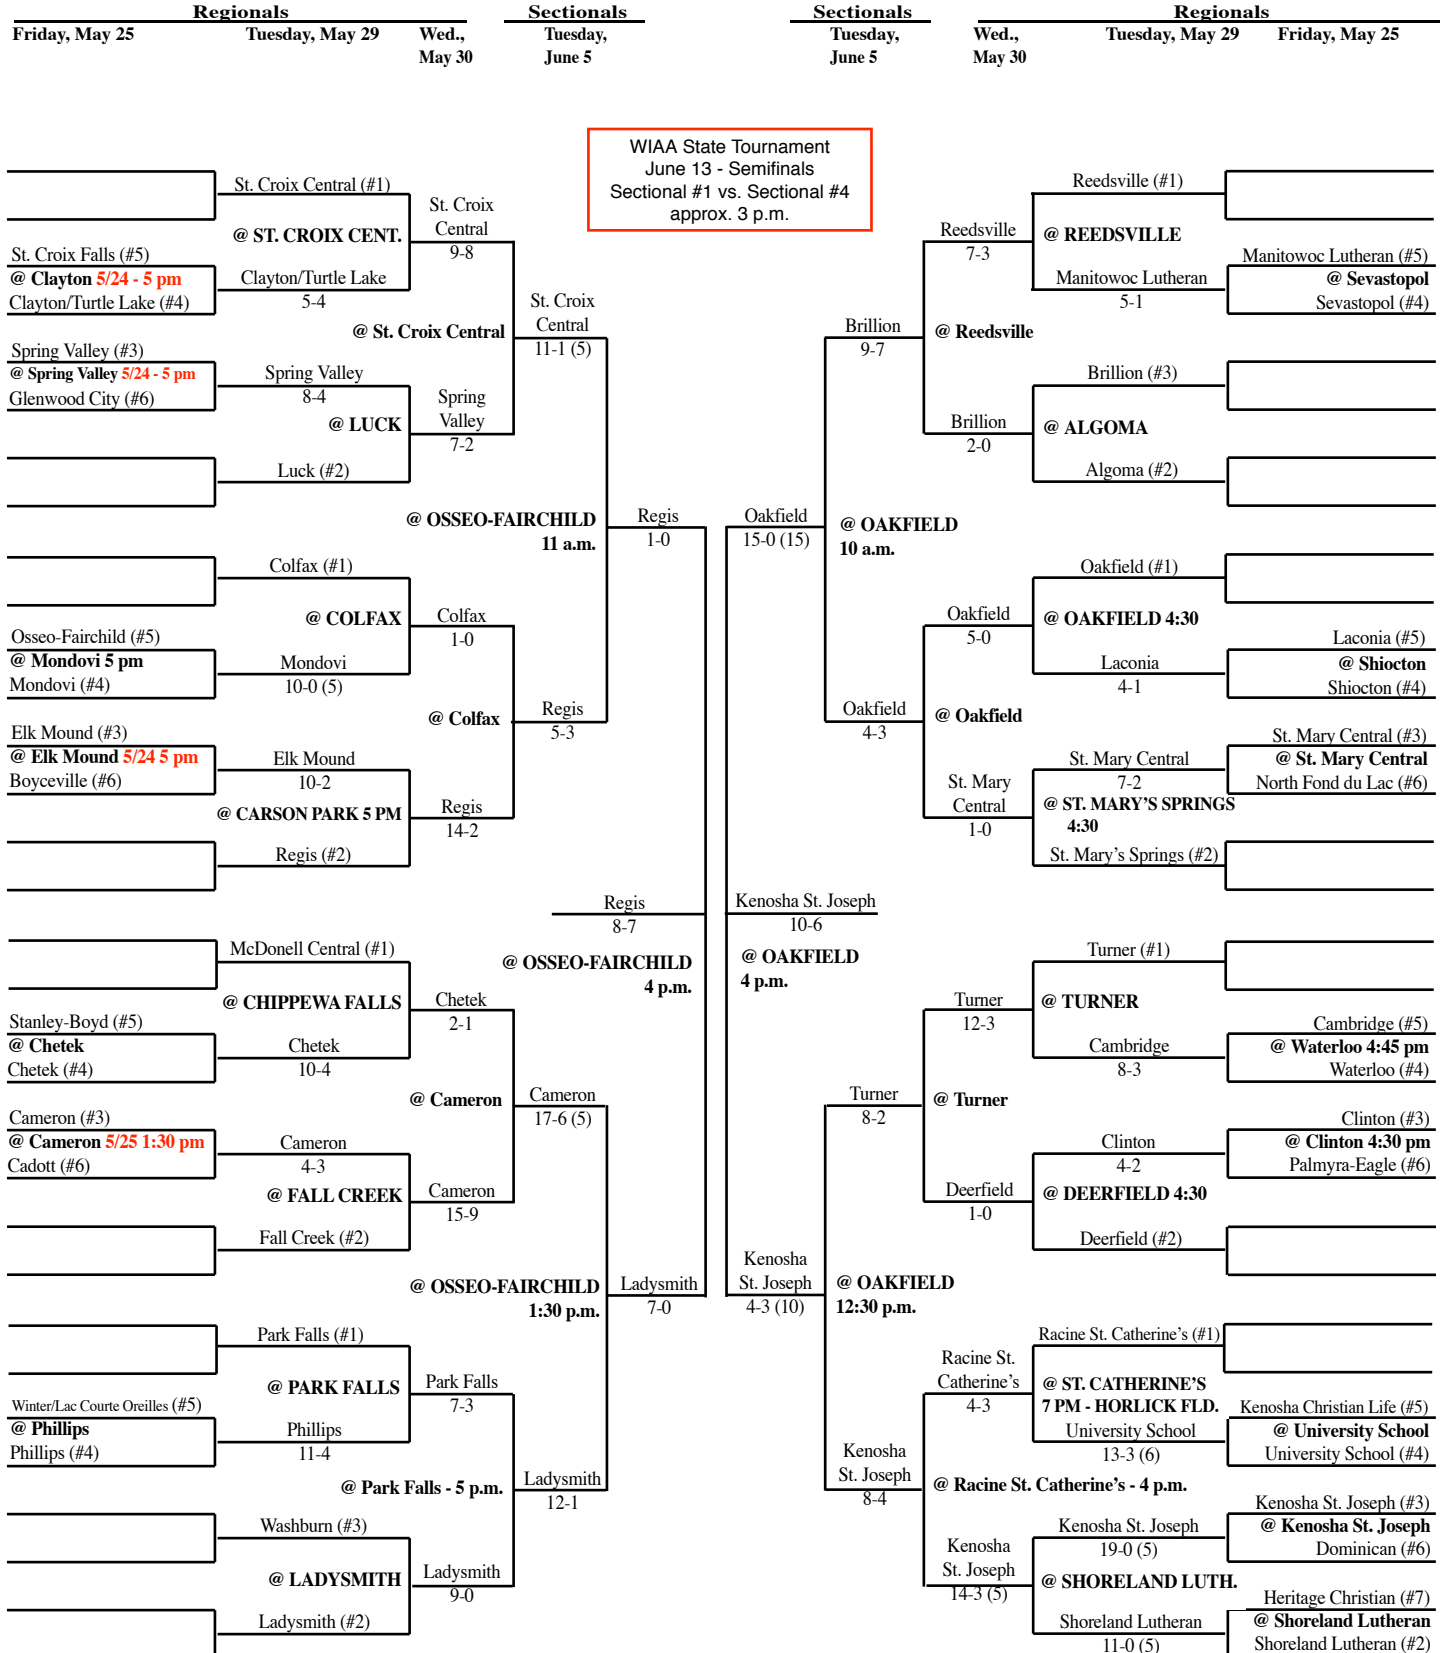 Regionals
Sectionals
Sectionals
Regionals
Friday, May 25
Tuesday, May 29
Wed.,
May 30
Tuesday,
June 5
Tuesday,
June 5
Wed.,
May 30
Tuesday, May 29
Friday, May 25
WIAA State Tournament
June 13 - Semifinals
Sectional #1 vs. Sectional #4
approx. 3 p.m.
St. Croix Central (#1)
@ ST. CROIX CENT.
St. Croix
Central
9-8
St. Croix Falls (#5)
@ Clayton 5/24 - 5 pm
Clayton/Turtle Lake (#4)
Clayton/Turtle Lake
5-4
@ St. Croix Central
St. Croix
Central
11-1 (5)
Spring Valley (#3)
@ Spring Valley 5/24 - 5 pm
Glenwood City (#6)
Spring Valley
8-4
@ LUCK
Spring
Valley
7-2
Luck (#2)
@ OSSEO-FAIRCHILD
11 a.m.
Regis
1-0
Colfax (#1)
@ COLFAX
Colfax
1-0
Osseo-Fairchild (#5)
@ Mondovi 5 pm
Mondovi (#4)
Mondovi
10-0 (5)
@ Colfax
Regis
5-3
Elk Mound (#3)
@ Elk Mound 5/24 5 pm
Boyceville (#6)
Elk Mound
10-2
@ CARSON PARK 5 PM
Regis
14-2
Regis (#2)
Regis
8-7
@ OSSEO-FAIRCHILD
4 p.m.
McDonell Central (#1)
@ CHIPPEWA FALLS
Chetek
2-1
Stanley-Boyd (#5)
@ Chetek
Chetek (#4)
Chetek
10-4
@ Cameron
Cameron
17-6 (5)
Cameron (#3)
@ Cameron 5/25 1:30 pm
Cadott (#6)
Cameron
4-3
@ FALL CREEK
Cameron
15-9
Fall Creek (#2)
@ OSSEO-FAIRCHILD
1:30 p.m.
Ladysmith
7-0
Park Falls (#1)
@ PARK FALLS
Park Falls
7-3
Winter/Lac Courte Oreilles (#5)
@ Phillips
Phillips (#4)
Phillips
11-4
@ Park Falls - 5 p.m.
Ladysmith
12-1
Washburn (#3)
@ LADYSMITH
Ladysmith
9-0
Ladysmith (#2)
Reedsville (#1)
Reedsville
7-3
@ REEDSVILLE
Manitowoc Lutheran (#5)
@ Sevastopol
Sevastopol (#4)
Manitowoc Lutheran
5-1
Brillion
9-7
@ Reedsville
Brillion (#3)
Brillion
2-0
@ ALGOMA
Algoma (#2)
Oakfield
15-0 (15)
@ OAKFIELD
10 a.m.
Oakfield (#1)
Oakfield
5-0
@ OAKFIELD 4:30
Laconia (#5)
@ Shiocton
Shiocton (#4)
Laconia
4-1
Oakfield
4-3
@ Oakfield
St. Mary Central (#3)
@ St. Mary Central
North Fond du Lac (#6)
St. Mary Central
7-2
St. Mary
Central
1-0
@ ST. MARY'S SPRINGS
4:30
St. Mary's Springs (#2)
Kenosha St. Joseph
10-6
@ OAKFIELD
4 p.m.
Turner (#1)
Turner
12-3
@ TURNER
Cambridge (#5)
@ Waterloo 4:45 pm
Waterloo (#4)
Cambridge
8-3
Turner
8-2
@ Turner
Clinton (#3)
@ Clinton 4:30 pm
Palmyra-Eagle (#6)
Clinton
4-2
Deerfield
1-0
@ DEERFIELD 4:30
Deerfield (#2)
Kenosha
St. Joseph
4-3 (10)
@ OAKFIELD
12:30 p.m.
Racine St. Catherine's (#1)
Racine St.
Catherine's
4-3
@ ST. CATHERINE'S
7 PM - HORLICK FLD.
Kenosha Christian Life (#5)
@ University School
University School (#4)
University School
13-3 (6)
Kenosha
St. Joseph
8-4
@ Racine St. Catherine's - 4 p.m.
Kenosha St. Joseph (#3)
@ Kenosha St. Joseph
Dominican (#6)
Kenosha St. Joseph
19-0 (5)
Kenosha
St. Joseph
14-3 (5)
@ SHORELAND LUTH.
Heritage Christian (#7)
@ Shoreland Lutheran
Shoreland Lutheran (#2)
Shoreland Lutheran
11-0 (5)